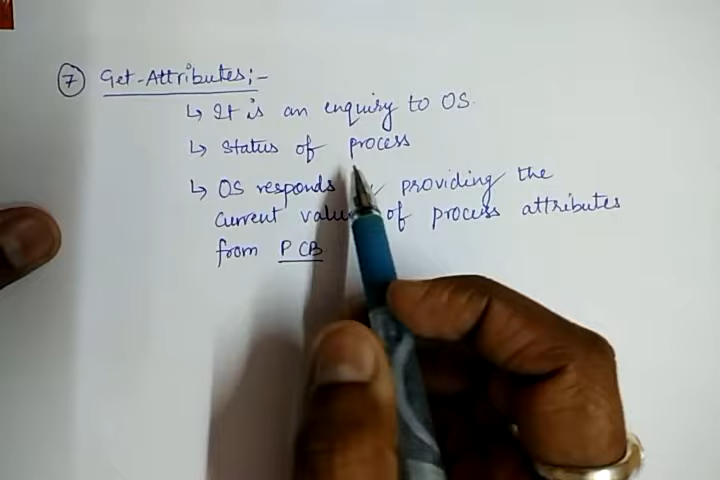 7 Get-Attributes:-
↳ It is an enquiry to OS.
↳ Status of process
↳ OS responds providing the
current value of process attributes
from PCB